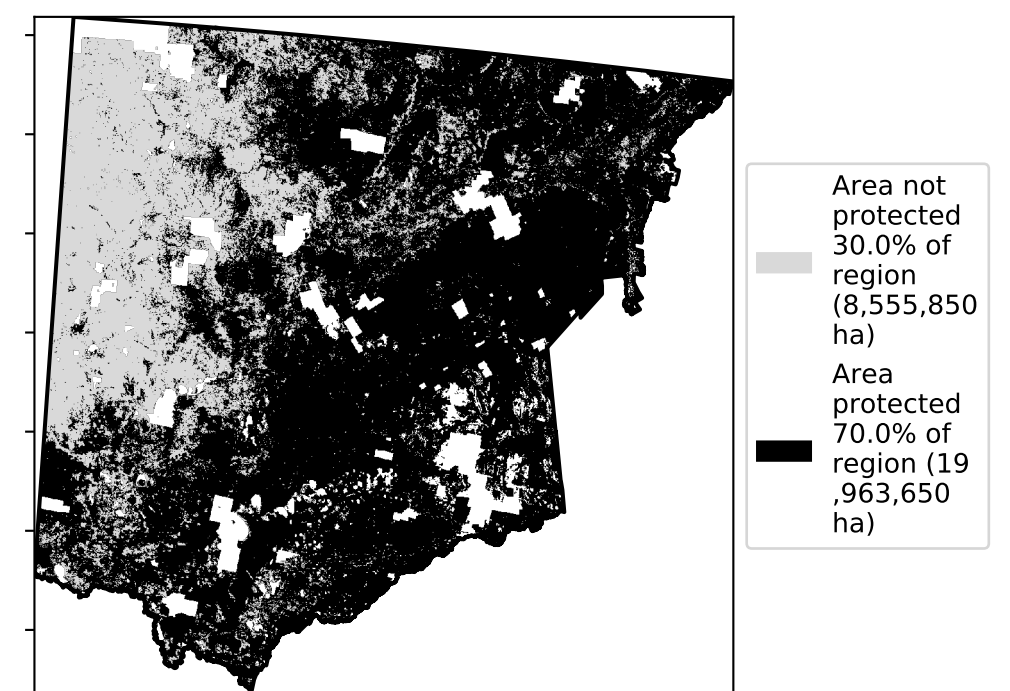 Area not
protected
30.0% of
region
(8,555,850
ha)
Area
protected
70.0% of
region (19
,963,650
ha)